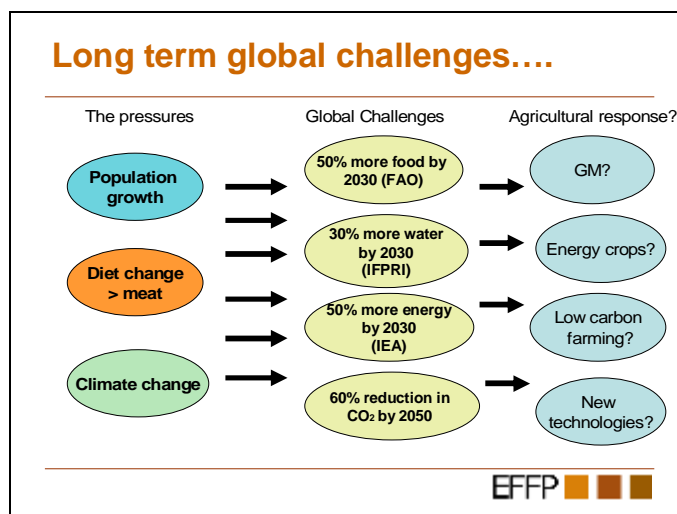 Long term global challenges....
The pressures
Global Challenges
Agricultural response?
Population
growth
Diet change
> meat
Climate change
50% more food by
2030 (FAO)
30% more water
by 2030
(IFPRI)
50% more energy
by 2030
(IEA)
60% reduction in
CO₂ by 2050
GM?
Energy crops?
Low carbon
farming?
New
technologies?
EFFP